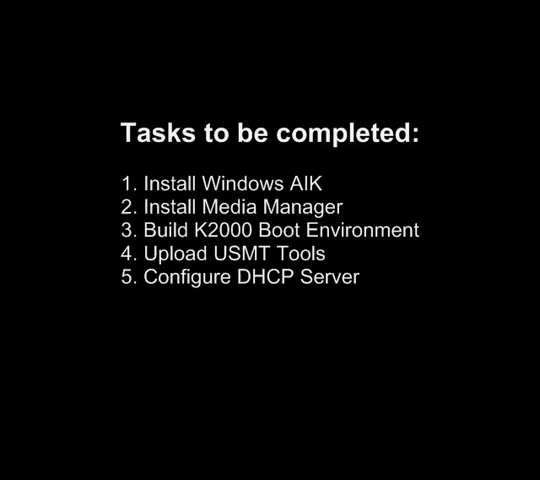 Tasks to be completed:
1. Install Windows AIK
2. Install Media Manager
3. Build K2000 Boot Environment
4. Upload USMT Tools
5. Configure DHCP Server